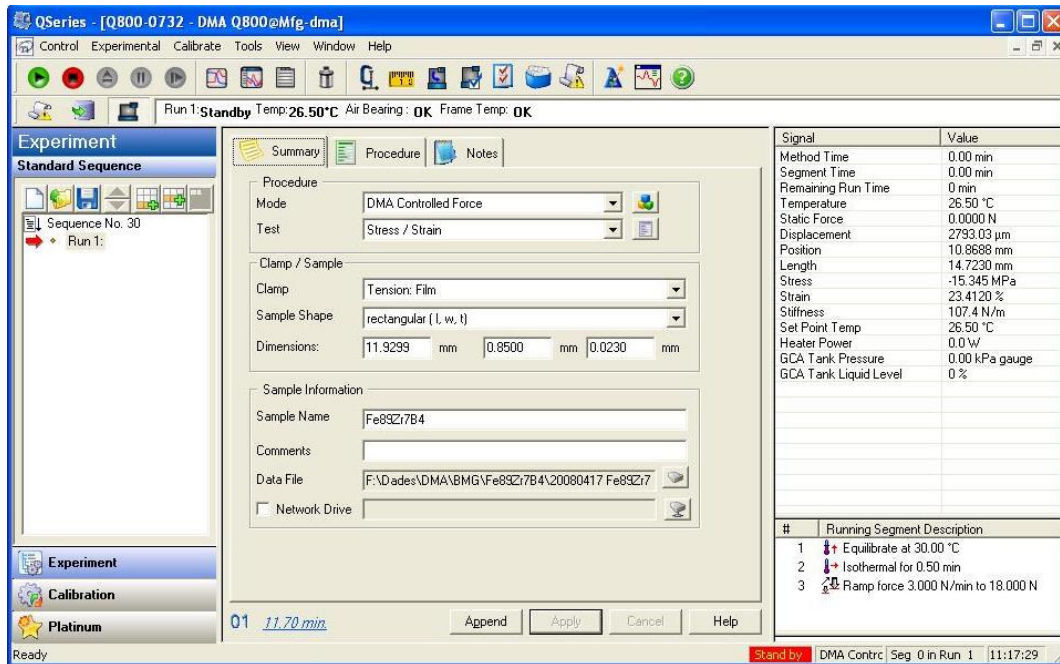 QSeries - [Q800-0732 - DMA Q800@Mfg-dma]
Control Experimental Calibrate Tools View Window Help
Run 1:Standby Temp:26.50°C Air Bearing : OK Frame Temp: OK
Experiment
Standard Sequence
Sequence No. 30
Run 1:
Experiment
Calibration
Platinum
Summary Procedure Notes
Procedure
Mode DMA Controlled Force
Test Stress / Strain
Clamp / Sample
Clamp Tension: Film
Sample Shape rectangular ( l, w, t)
Dimensions: 11.9299 mm 0.8500 mm 0.0230 mm
Sample Information
Sample Name Fe89Zr7B4
Comments
Data File F:\Dades\DMA\BMG\Fe89Zr7B4\20080417 Fe89Zr7
Network Drive
01 11.70 min. Append Apply Cancel Help
Signal Value
Method Time 0.00 min
Segment Time 0.00 min
Remaining Run Time 0 min
Temperature 26.50 °C
Static Force 0.0000 N
Displacement 2793.03 µm
Position 10.8688 mm
Length 14.7230 mm
Stress -15.345 MPa
Strain 23.4120 %
Stiffness 107.4 N/m
Set Point Temp 26.50 °C
Heater Power 0.0 W
GCA Tank Pressure 0.00 kPa gauge
GCA Tank Liquid Level 0 %
# Running Segment Description
1 Equilibrate at 30.00 °C
2 Isothermal for 0.50 min
3 Ramp force 3.000 N/min to 18.000 N
Ready Stand by DMA Contrc Seg 0 in Run 1 11:17:29